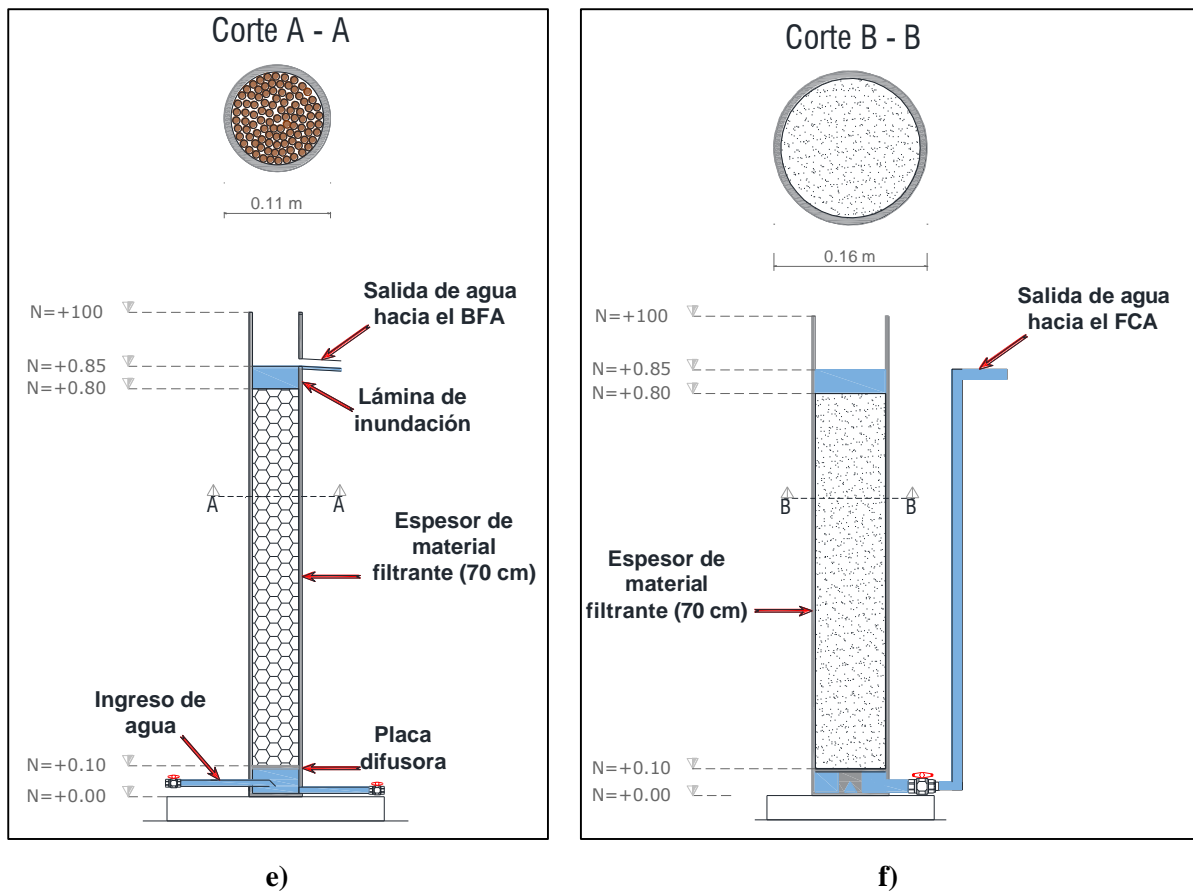 Corte A - A
0.11 m
N=+100
Salida de agua
hacia el BFA
N=+0.85
N=+0.80
Lámina de
inundación
A
A
Espesor de
material
filtrante (70 cm)
Ingreso de
agua
Placa
difusora
N=+0.10
N=+0.00
e)
Corte B - B
0.16 m
N=+100
Salida de agua
hacia el FCA
N=+0.85
N=+0.80
B
B
Espesor de
material
filtrante (70 cm)
N=+0.10
N=+0.00
f)